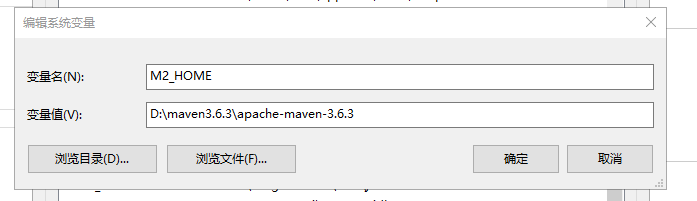 编辑系统变量
变量名(N): M2_HOME
变量值(V): D:\maven3.6.3\apache-maven-3.6.3
浏览目录(D)... 浏览文件(F)... 确定 取消